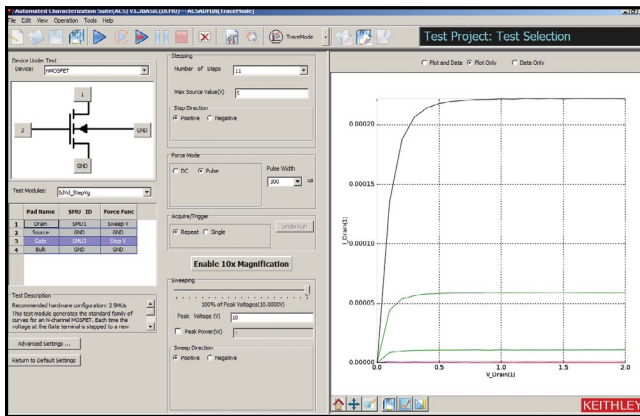 Automated Characterization Suite(ACS) V1.3BASIC(DEMO)---ACSADMIN(TraceMode)
File Edit View Operation Tools Help
TraceMode
Test Project: Test Selection
Device Under Test
Device:
nMOSFET
1
3
GND
GND
Test Modules:
IdVd_StepVg
Pad Name SMU ID Force Func
1 Drain SMU1 Sweep V
2 Source GND GND
3 Gate Step V
4 Bulk GND GND
Test Description
Recommended hardware configuration: 2 SMUs
This test module generates the standard family of
curves for an N-channel MOSFET. Each time the
voltage at the Gate terminal is stepped to a new
Advanced Settings ...
Return to Default Settings
Stepping
Number of Steps
11
Max Source Value(V)
5
Step Direction
Positive Negative
Force Mode
DC Pulse
Pulse Width
300 us
Acquire/Trigger
Repeat Single
Single Run
Enable 10x Magnification
Sweeping
100% of Peak Voltages(10.0000V)
Peak Voltage (V)
10
Peak Power(W)
Sweep Direction
Positive Negative
Plot and Data Plot Only Data Only
0.00020
0.00015
0.00010
0.00005
0.00000
I_Drain(1)
0.0 0.5 1.0 1.5 2.0
V_Drain(1)
KEITHLEY